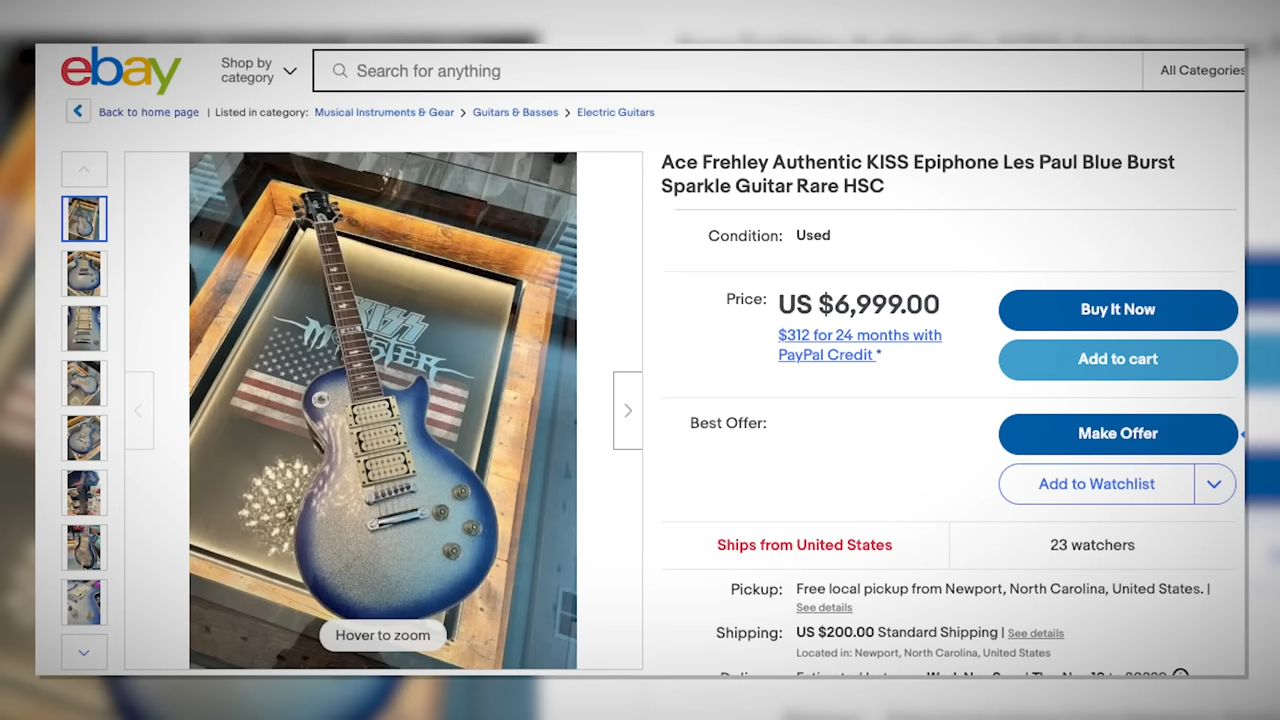 ebay
Shop by
category
Search for anything
All Categories
Back to home page | Listed in category: Musical Instruments & Gear > Guitars & Basses > Electric Guitars
Ace Frehley Authentic KISS Epiphone Les Paul Blue Burst
Sparkle Guitar Rare HSC
Condition: Used
Price: US $6,999.00
$312 for 24 months with
PayPal Credit *
Buy It Now
Add to cart
Best Offer:
Make Offer
Add to Watchlist
Ships from United States
23 watchers
Pickup: Free local pickup from Newport, North Carolina, United States. |
See details
Shipping: US $200.00 Standard Shipping | See details
Located in: Newport, North Carolina, United States
KISS
MONSTER
Hover to zoom